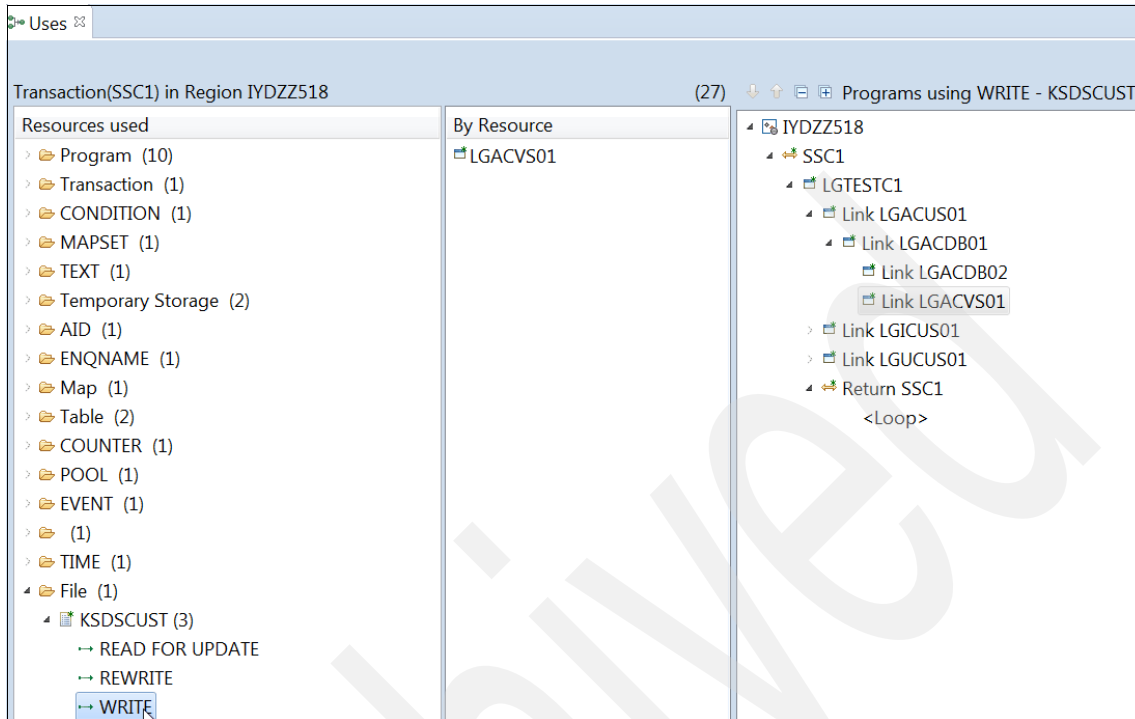 Uses
Transaction(SSC1) in Region IYDZZ518 (27) Programs using WRITE - KSDSCUST
Resources used
Program (10)
Transaction (1)
CONDITION (1)
MAPSET (1)
TEXT (1)
Temporary Storage (2)
AID (1)
ENQNAME (1)
Map (1)
Table (2)
COUNTER (1)
POOL (1)
EVENT (1)
(1)
TIME (1)
File (1)
KSDSCUST (3)
READ FOR UPDATE
REWRITE
WRITE
By Resource
LGACVS01
IYDZZ518
SSC1
LGTESTC1
Link LGACUS01
Link LGACDB01
Link LGACDB02
Link LGACVS01
Link LGICUS01
Link LGUCUS01
Return SSC1
<Loop>